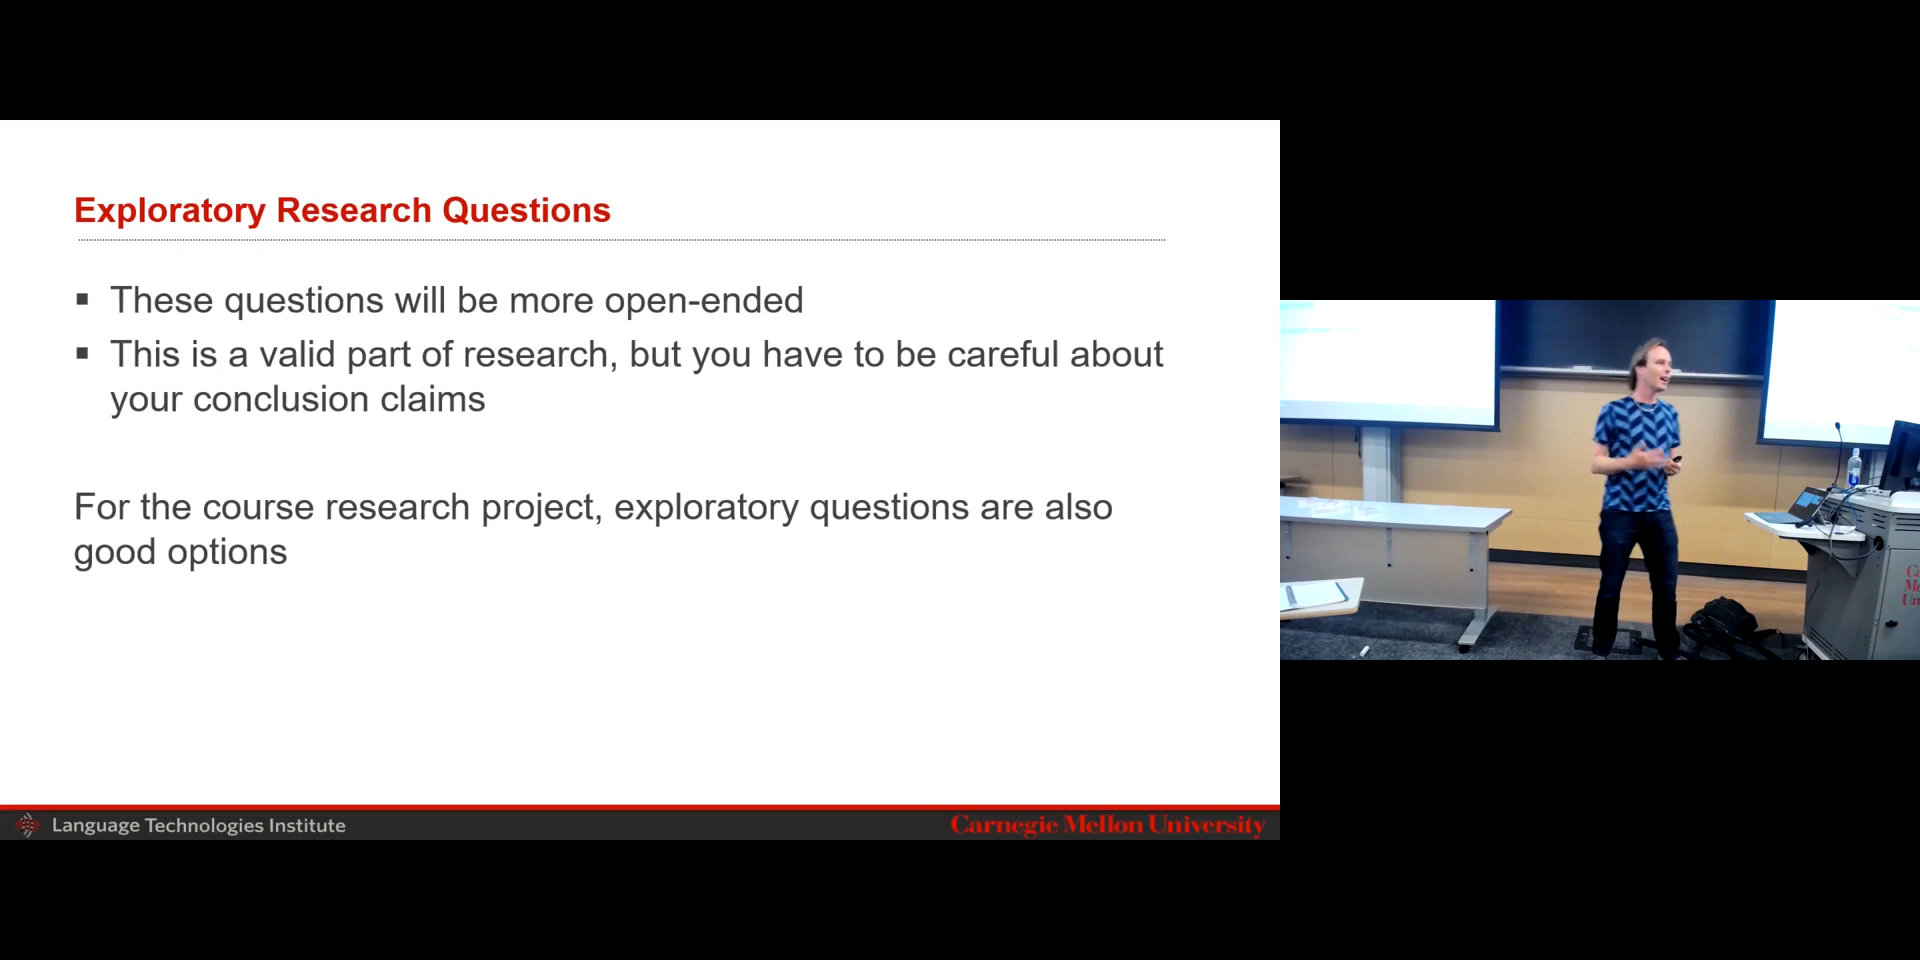 Exploratory Research Questions
▪ These questions will be more open-ended
▪ This is a valid part of research, but you have to be careful about
your conclusion claims
For the course research project, exploratory questions are also
good options
Language Technologies Institute
Carnegie Mellon University